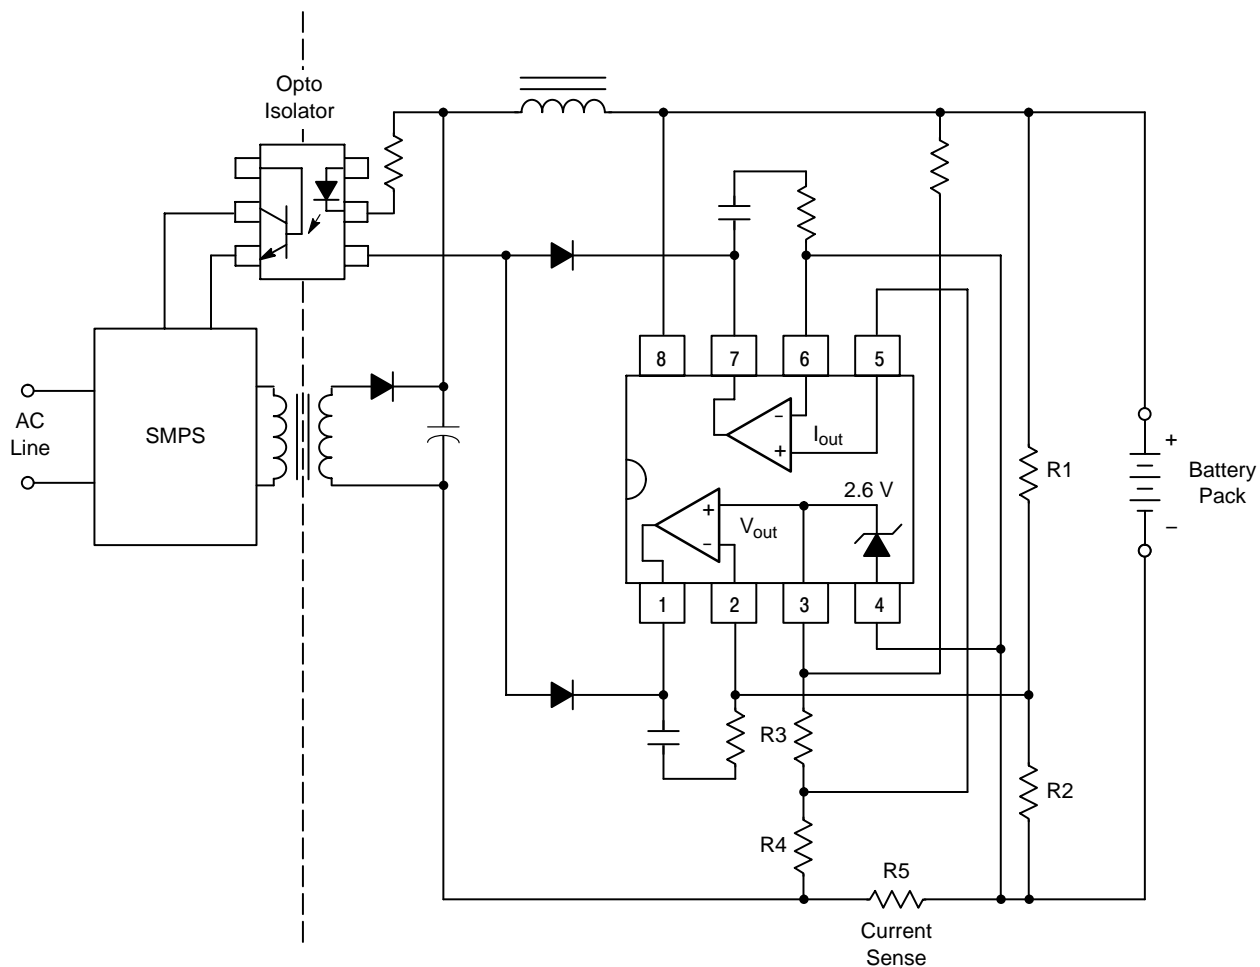 Opto
Isolator
8
7
6
5
AC
Line
SMPS
I_out
2.6 V
V_out
R1
+
Battery
Pack
−
−
+
+
−
1
2
3
4
R3
R2
R4
R5
Current
Sense